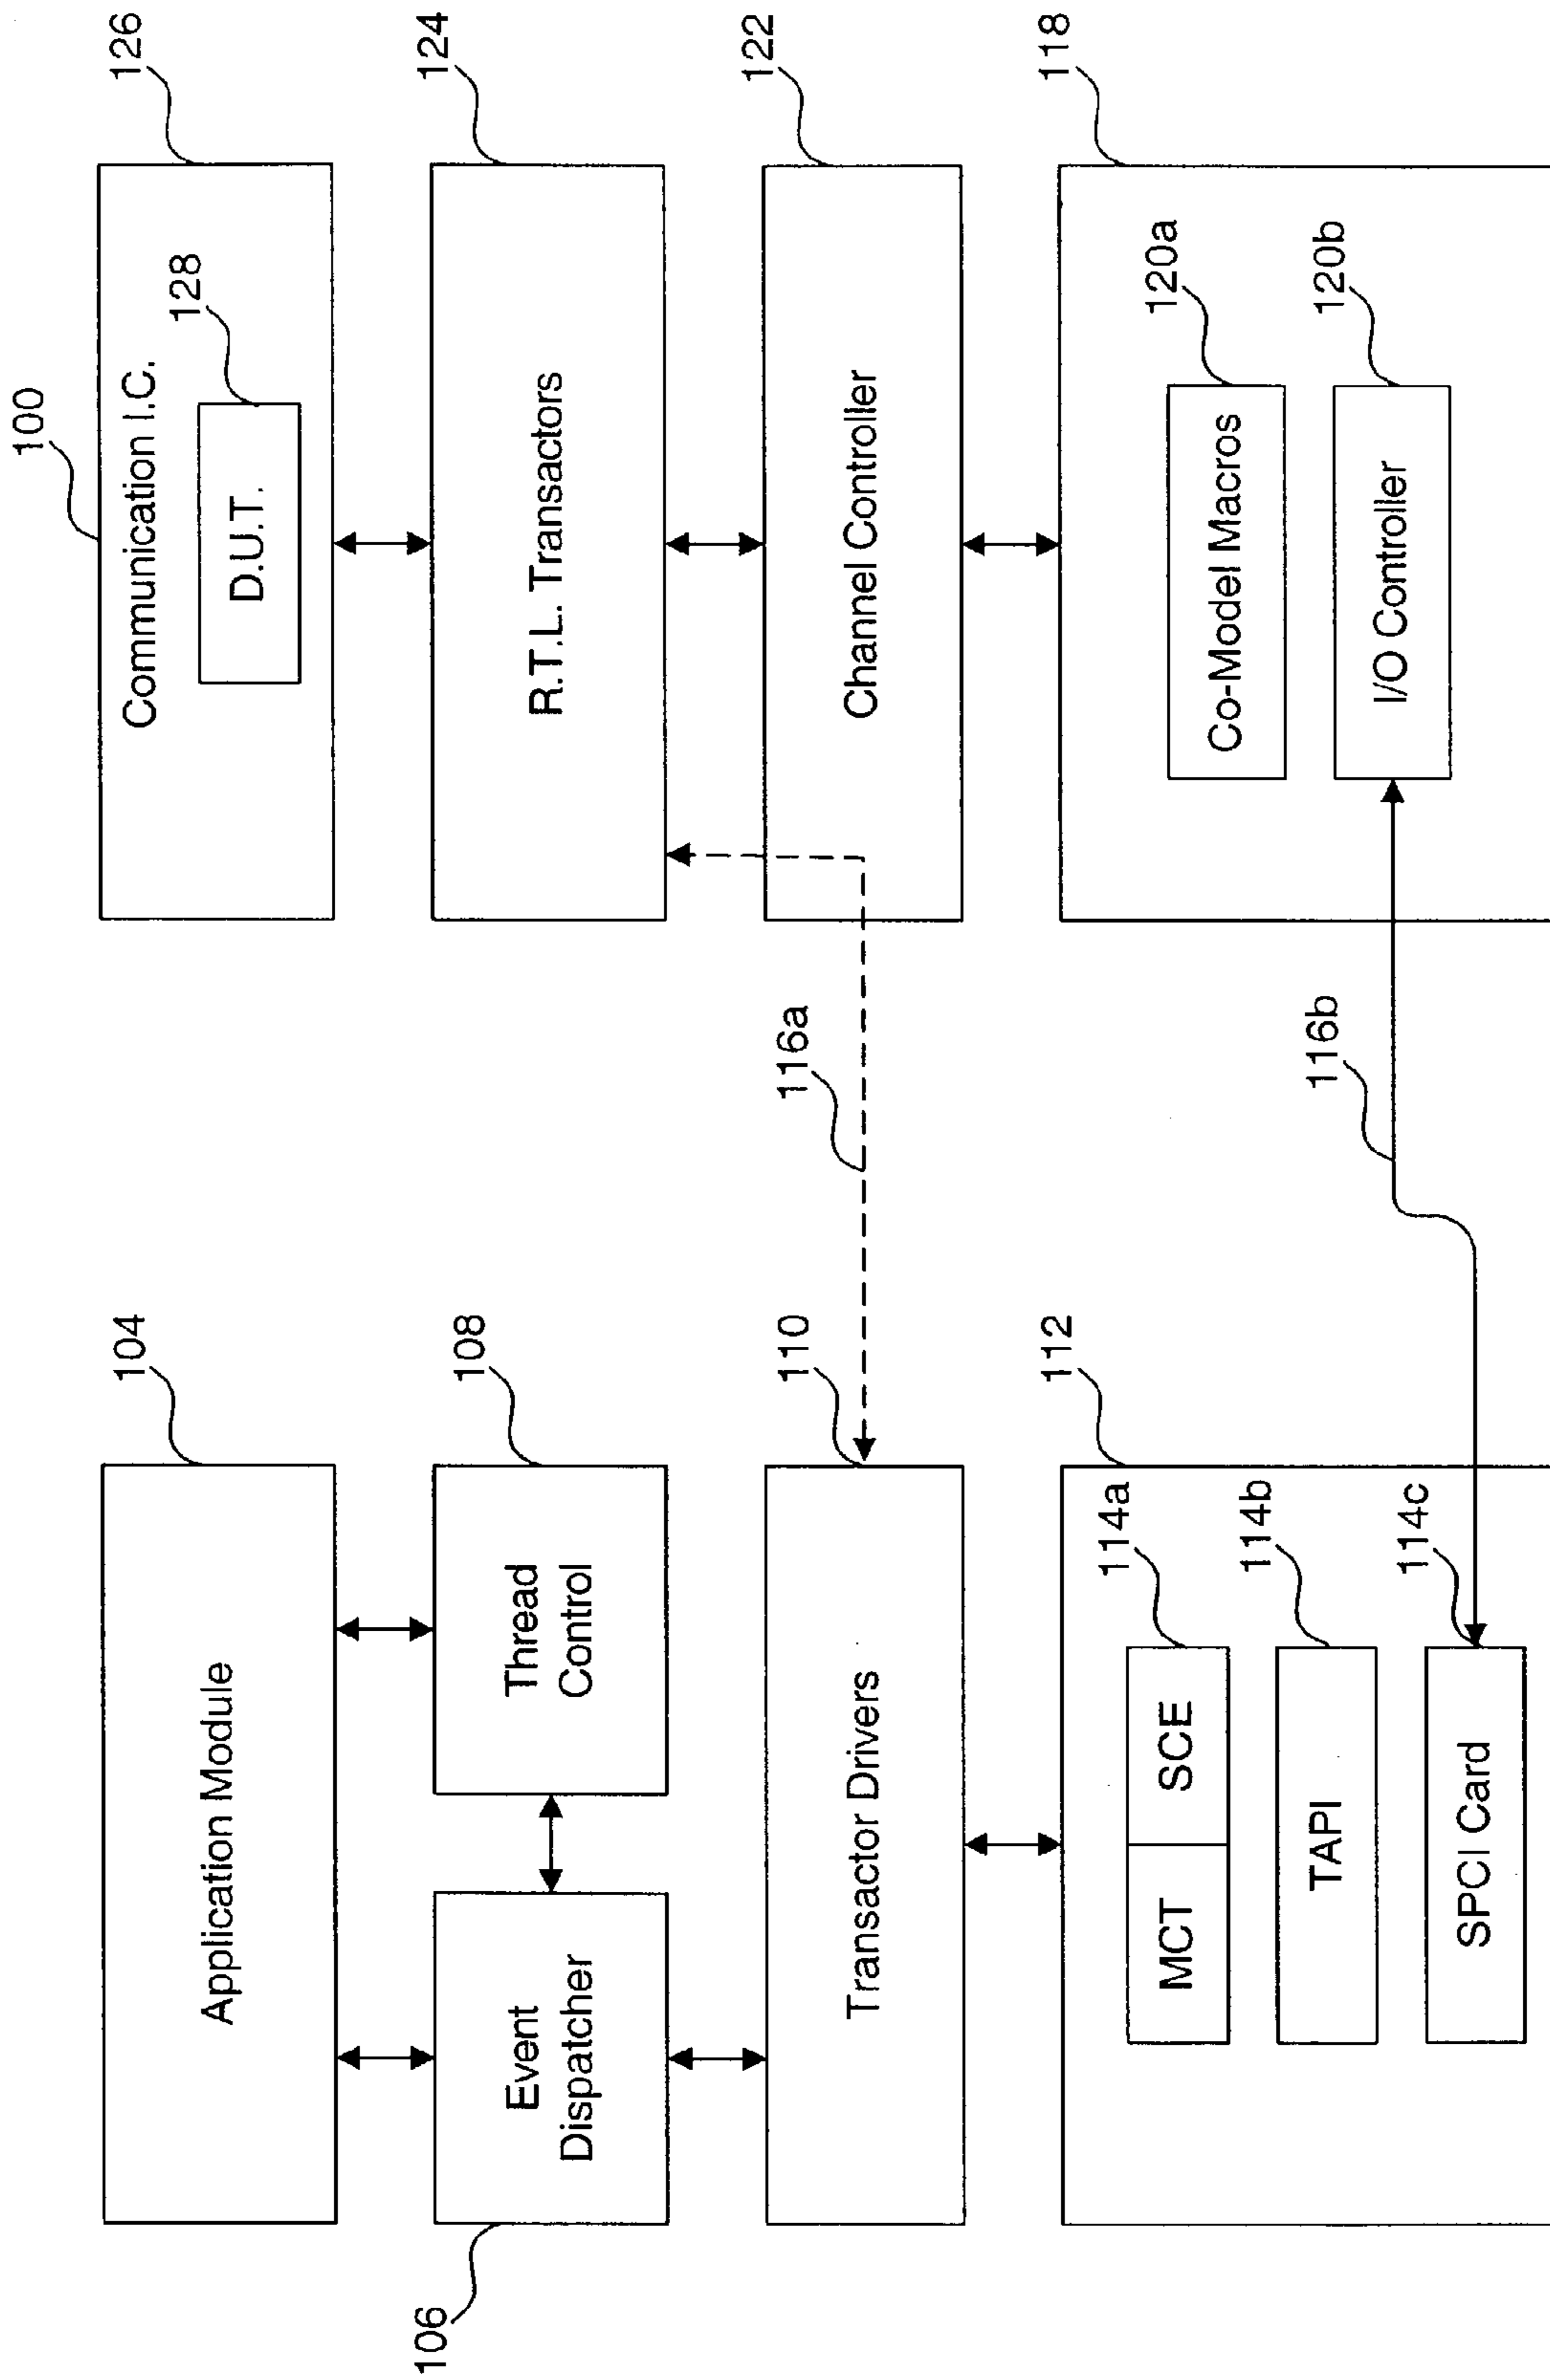 100
Application Module
104
Communication I.C.
126
D.U.T.
128
106
Event
Dispatcher
Thread
Control
108
R.T.L. Transactors
124
Transactor Drivers
110
116a
Channel Controller
122
112
118
MCT
SCE
114a
Co-Model Macros
120a
TAPI
114b
116b
I/O Controller
120b
SPCI Card
114c